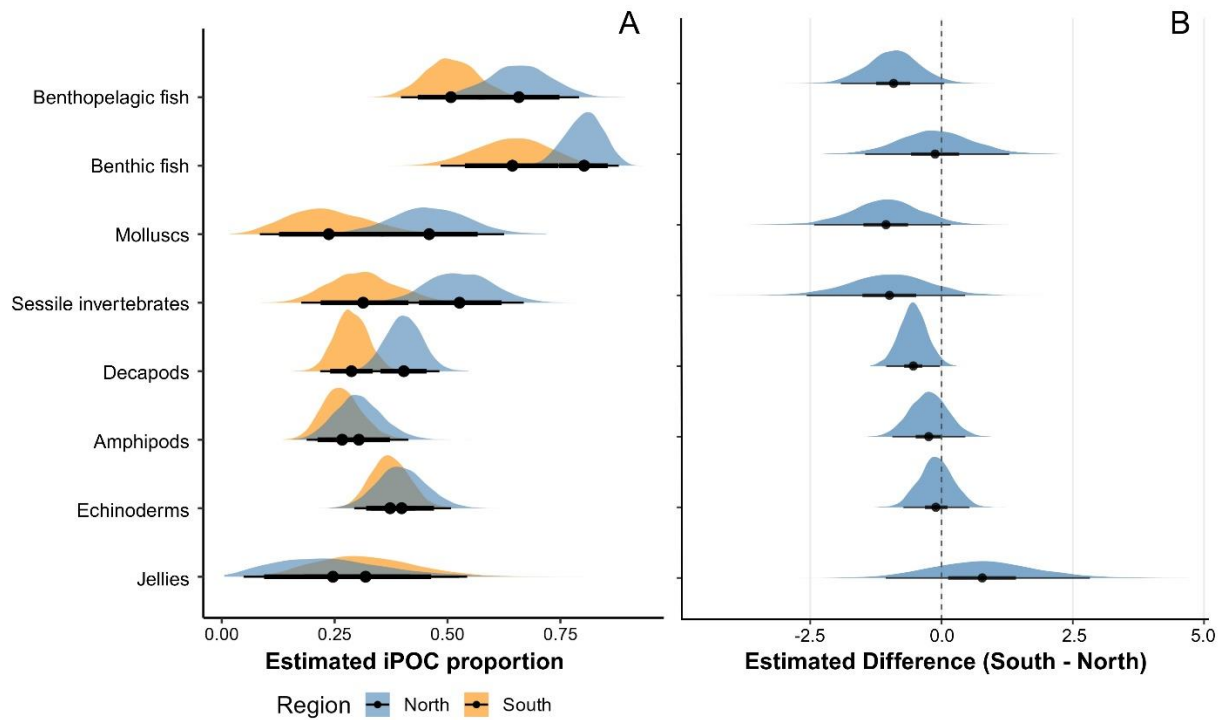 A
B
Benthopelagic fish
Benthic fish
Molluscs
Sessile invertebrates
Decapods
Amphipods
Echinoderms
Jellies
0.00 0.25 0.50 0.75
-2.5 0.0 2.5 5.0
Estimated iPOC proportion
Estimated Difference (South - North)
Region North South